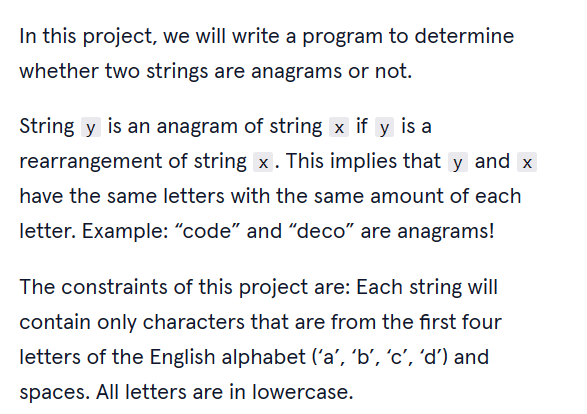 In this project, we will write a program to determine
whether two strings are anagrams or not.
String y is an anagram of string x if y is a
rearrangement of string x. This implies that y and x
have the same letters with the same amount of each
letter. Example: “code” and “deco” are anagrams!
The constraints of this project are: Each string will
contain only characters that are from the first four
letters of the English alphabet (‘a’, ‘b’, ‘c’, ‘d’) and
spaces. All letters are in lowercase.